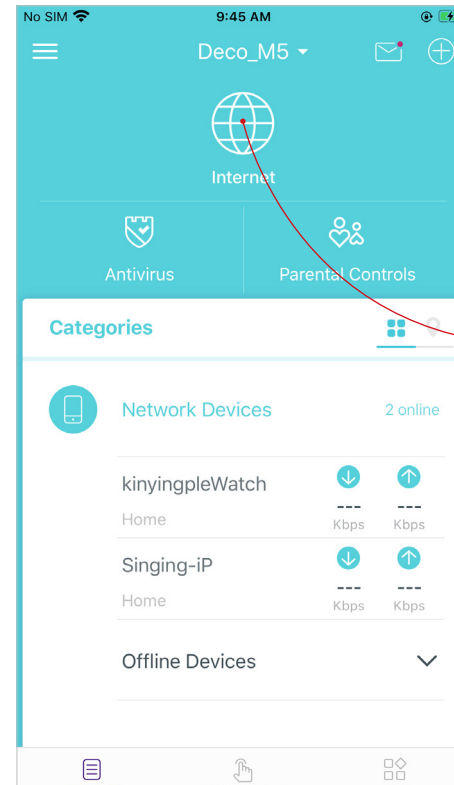 No SIM 9:45 AM
Deco_M5
Internet
Antivirus Parental Controls
Categories
Network Devices 2 online
kinyingpleWatch
Home --- Kbps --- Kbps
Singing-iP
Home --- Kbps --- Kbps
Offline Devices